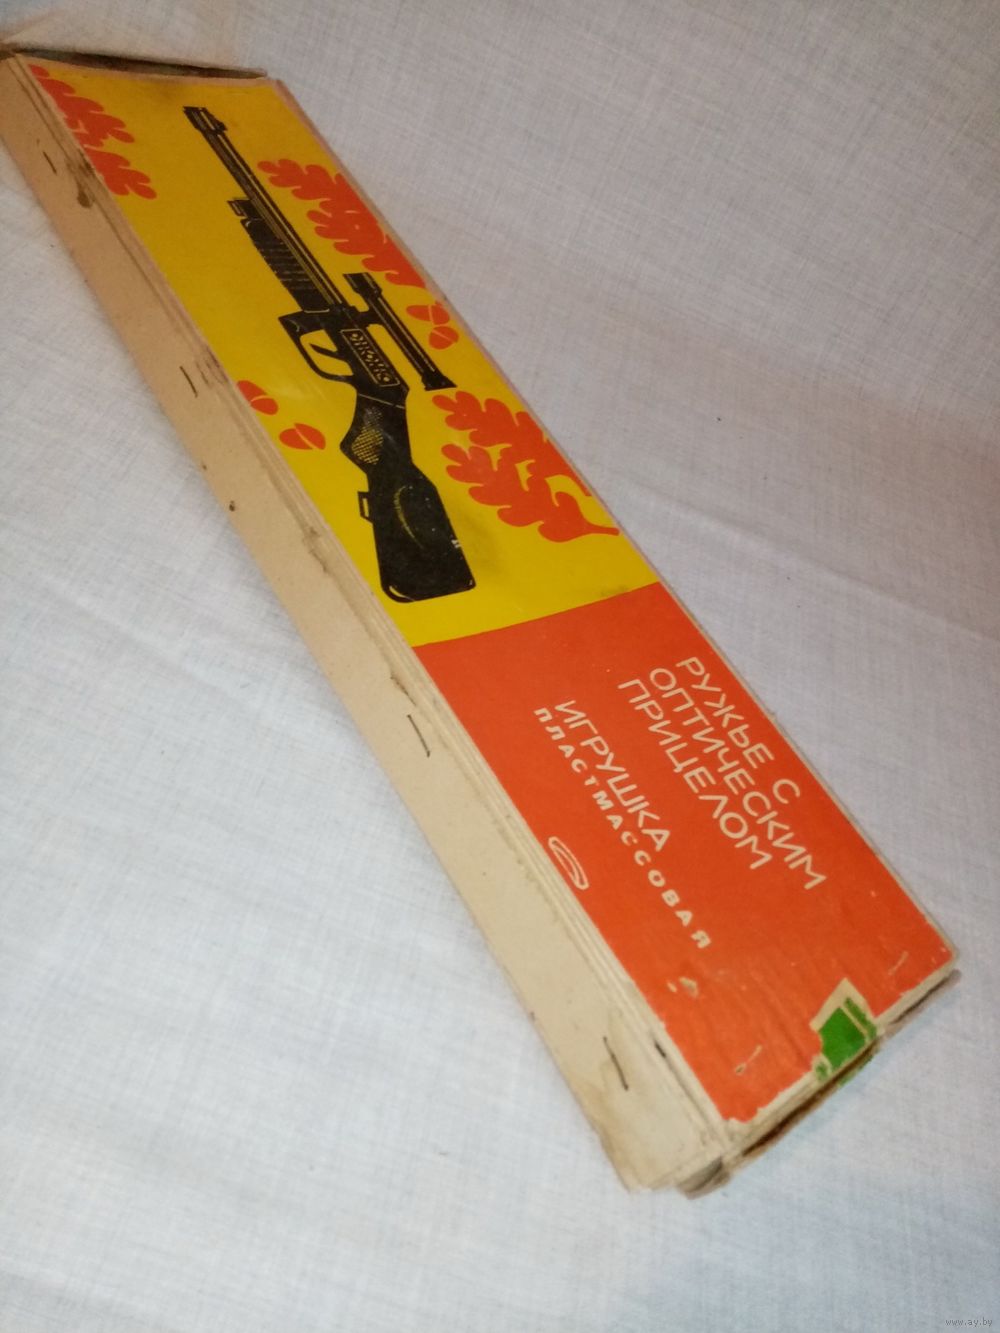 РУЖЬЕ С
ОПТИЧЕСКИМ
ПРИЦЕЛОМ
ИГРУШКА
ПЛАСТМАССОВАЯ
www.ay.by